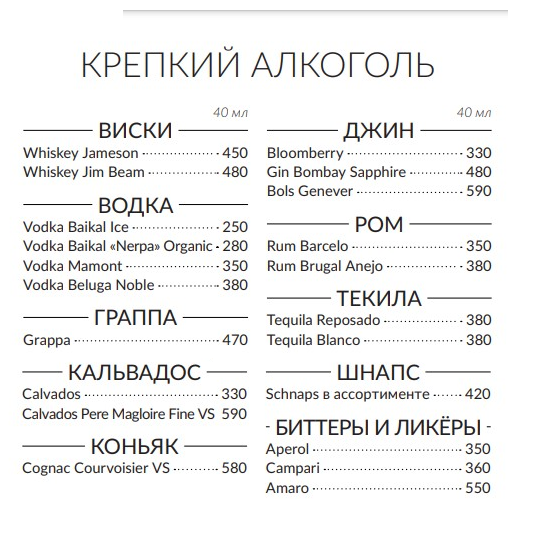 КРЕПКИЙ АЛКОГОЛЬ
40 мл
ВИСКИ
Whiskey Jameson 450
Whiskey Jim Beam 480
ВОДКА
Vodka Baikal Ice 250
Vodka Baikal «Nerpa» Organic 280
Vodka Mamont 350
Vodka Beluga Noble 380
ГРАППА
Grappa 470
КАЛЬВАДОС
Calvados 330
Calvados Pere Magloire Fine VS 590
КОНЬЯК
Cognac Courvoisier VS 580
40 мл
ДЖИН
Bloomberry 330
Gin Bombay Sapphire 480
Bols Genever 590
РОМ
Rum Barcelo 350
Rum Brugal Anejo 380
ТЕКИЛА
Tequila Reposado 380
Tequila Blanco 380
ШНАПС
Schnaps в ассортименте 420
БИТТЕРЫ И ЛИКЁРЫ
Aperol 350
Campari 360
Amaro 550